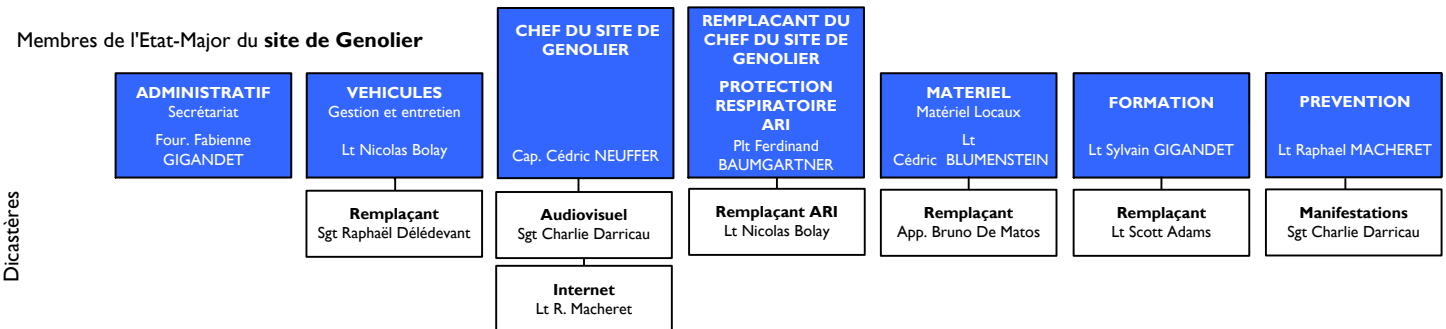 Membres de l'Etat-Major du site de Genolier
ADMINISTRATIF
Secrétariat
Four. Fabienne
GIGANDET
VEHICULES
Gestion et entretien
Lt Nicolas Bolay
CHEF DU SITE DE
GENOLIER
Cap. Cédric NEUFFER
REMPLACANT DU
CHEF DU SITE DE
GENOLIER
PROTECTION
RESPIRATOIRE
ARI
Plt Ferdinand
BAUMGARTNER
MATERIEL
Matériel Locaux
Lt
Cédric BLUMENSTEIN
FORMATION
Lt Sylvain GIGANDET
PREVENTION
Lt Raphael MACHERET
Dicastères
Remplaçant
Sgt Raphaël Délédevant
Audiovisuel
Sgt Charlie Darricau
Remplaçant ARI
Lt Nicolas Bolay
Remplaçant
App. Bruno De Matos
Remplaçant
Lt Scott Adams
Manifestations
Sgt Charlie Darricau
Internet
Lt R. Macheret